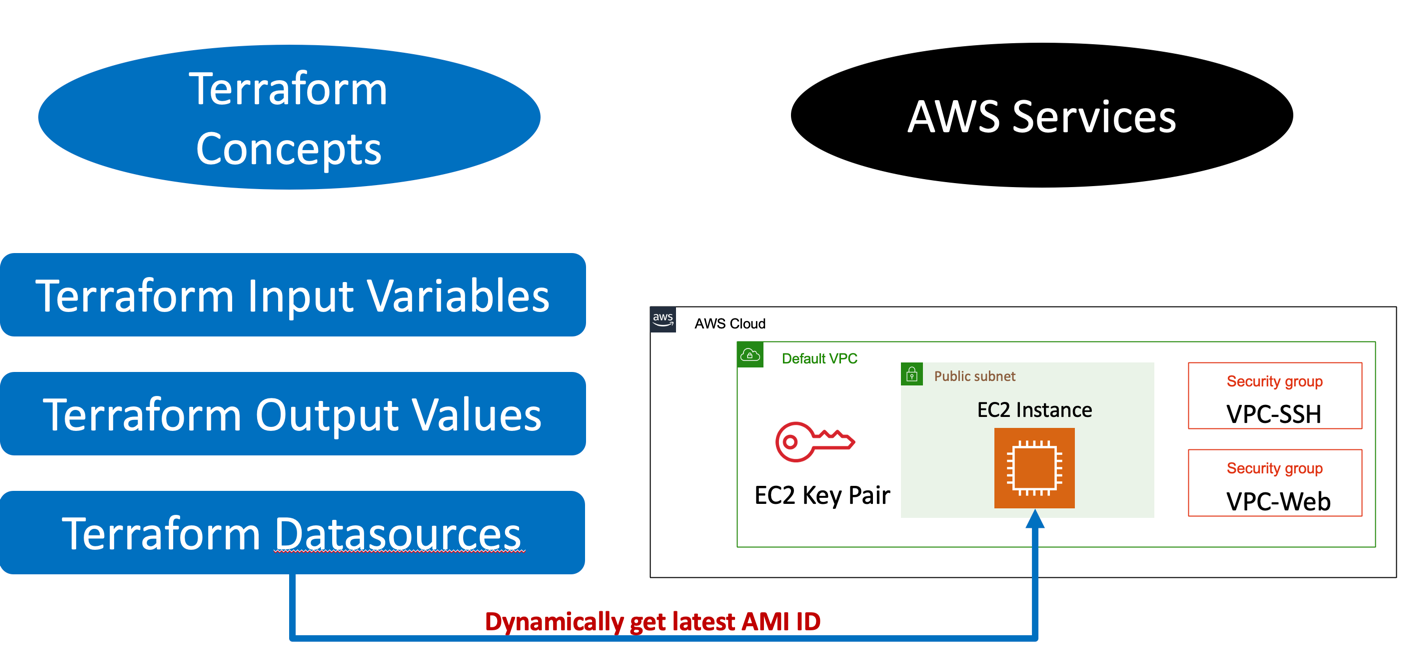 Terraform
Concepts
AWS Services
Terraform Input Variables
Terraform Output Values
Terraform Datasources
aws
AWS Cloud
Default VPC
Public subnet
EC2 Instance
EC2 Key Pair
Security group
VPC-SSH
Security group
VPC-Web
Dynamically get latest AMI ID